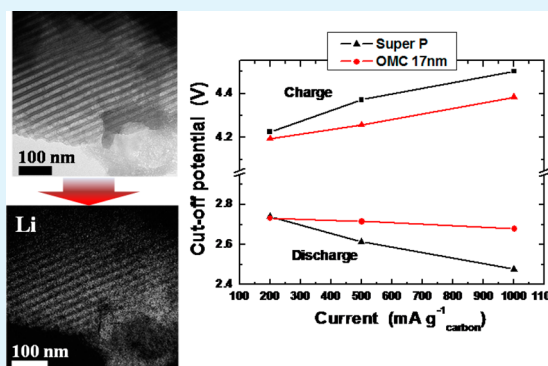 100 nm
Li
100 nm
Super P
OMC 17nm
Charge
Discharge
Cut-off potential (V)
4.4
4.2
2.8
2.6
2.4
100 200 300 400 500 600 700 800 900 1000 1100
Current (mA g⁻¹carbon)